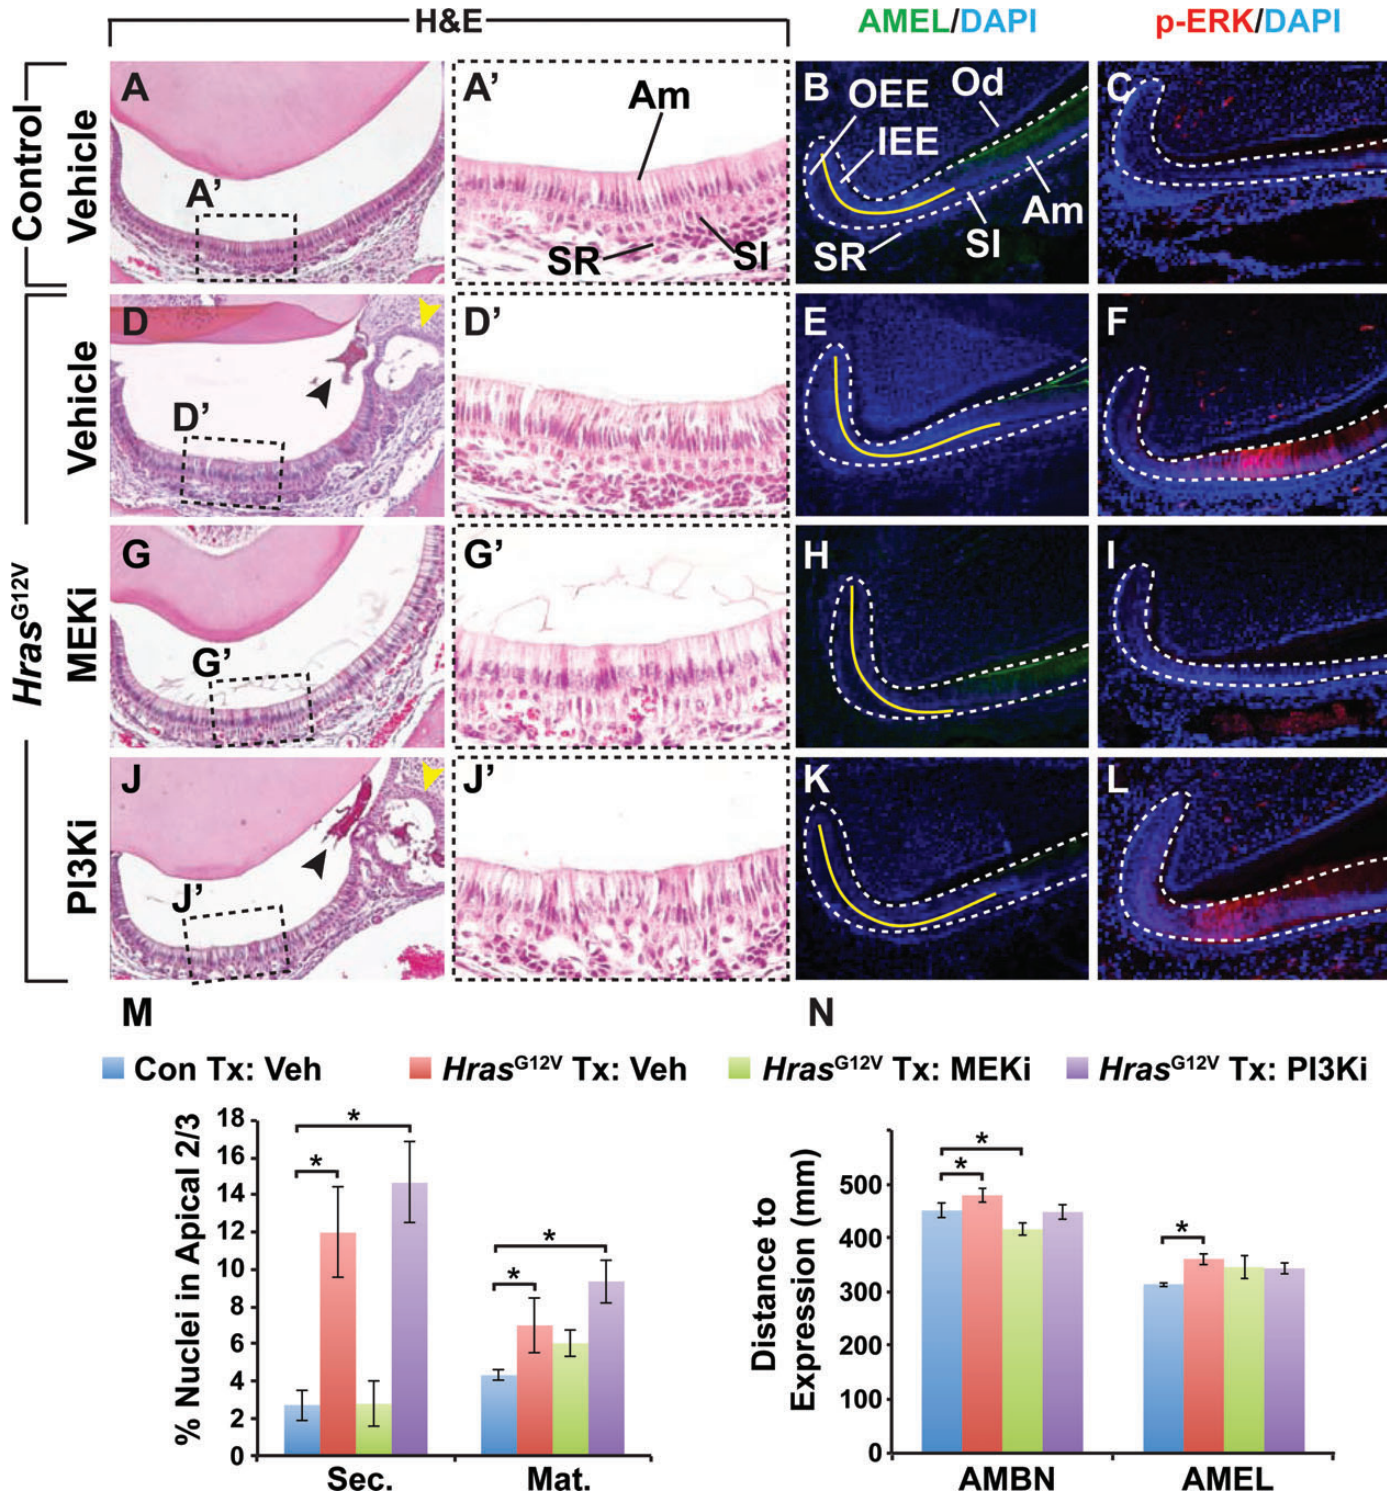 H&E AMEL/DAPI p-ERK/DAPI
Control
Vehicle
A A' Am B OEE Od C
IEE
A'
SR SI SR SI Am
Hras^G12V
Vehicle
D D' E F
D'
MEKi
G G' H I
G'
PI3Ki
J J' K L
J'
M N
Con Tx: Veh Hras^G12V Tx: Veh Hras^G12V Tx: MEKi Hras^G12V Tx: PI3Ki
% Nuclei in Apical 2/3
18
16
14
12
10
8
6
4
2
0
* * * *
Sec. Mat.
Distance to
Expression (mm)
500
400
300
200
100
0
* * *
AMBN AMEL